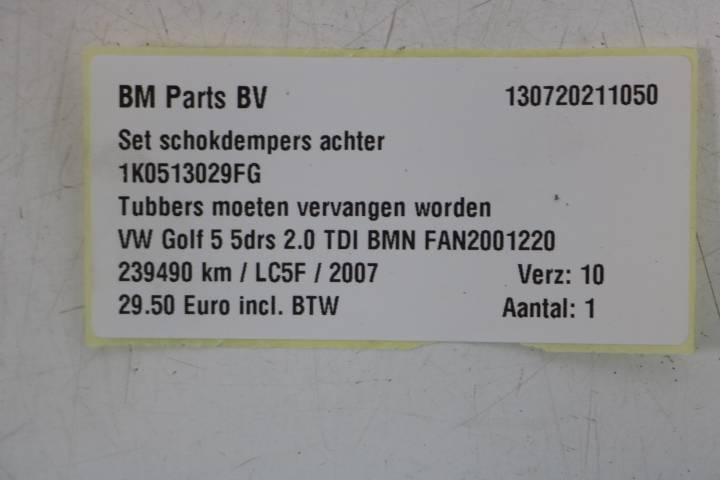 BM Parts BV 130720211050
Set schokdempers achter
1K0513029FG
Tubbers moeten vervangen worden
VW Golf 5 5drs 2.0 TDI BMN FAN2001220
239490 km / LC5F / 2007 Verz: 10
29.50 Euro incl. BTW Aantal: 1